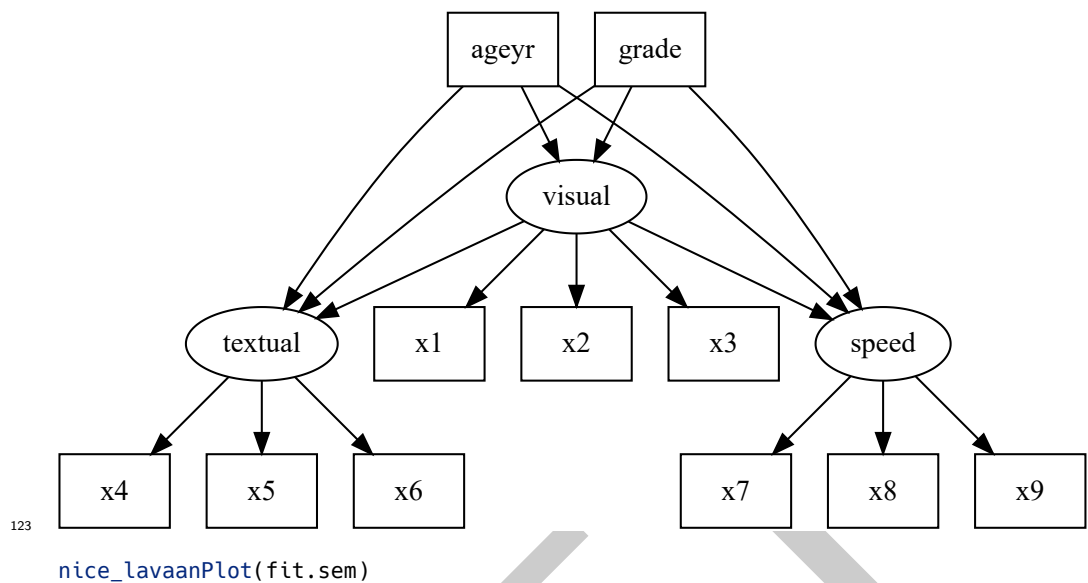 ageyr grade
visual
textual x1 x2 x3 speed
x4 x5 x6 x7 x8 x9
123
nice_lavaanPlot(fit.sem)